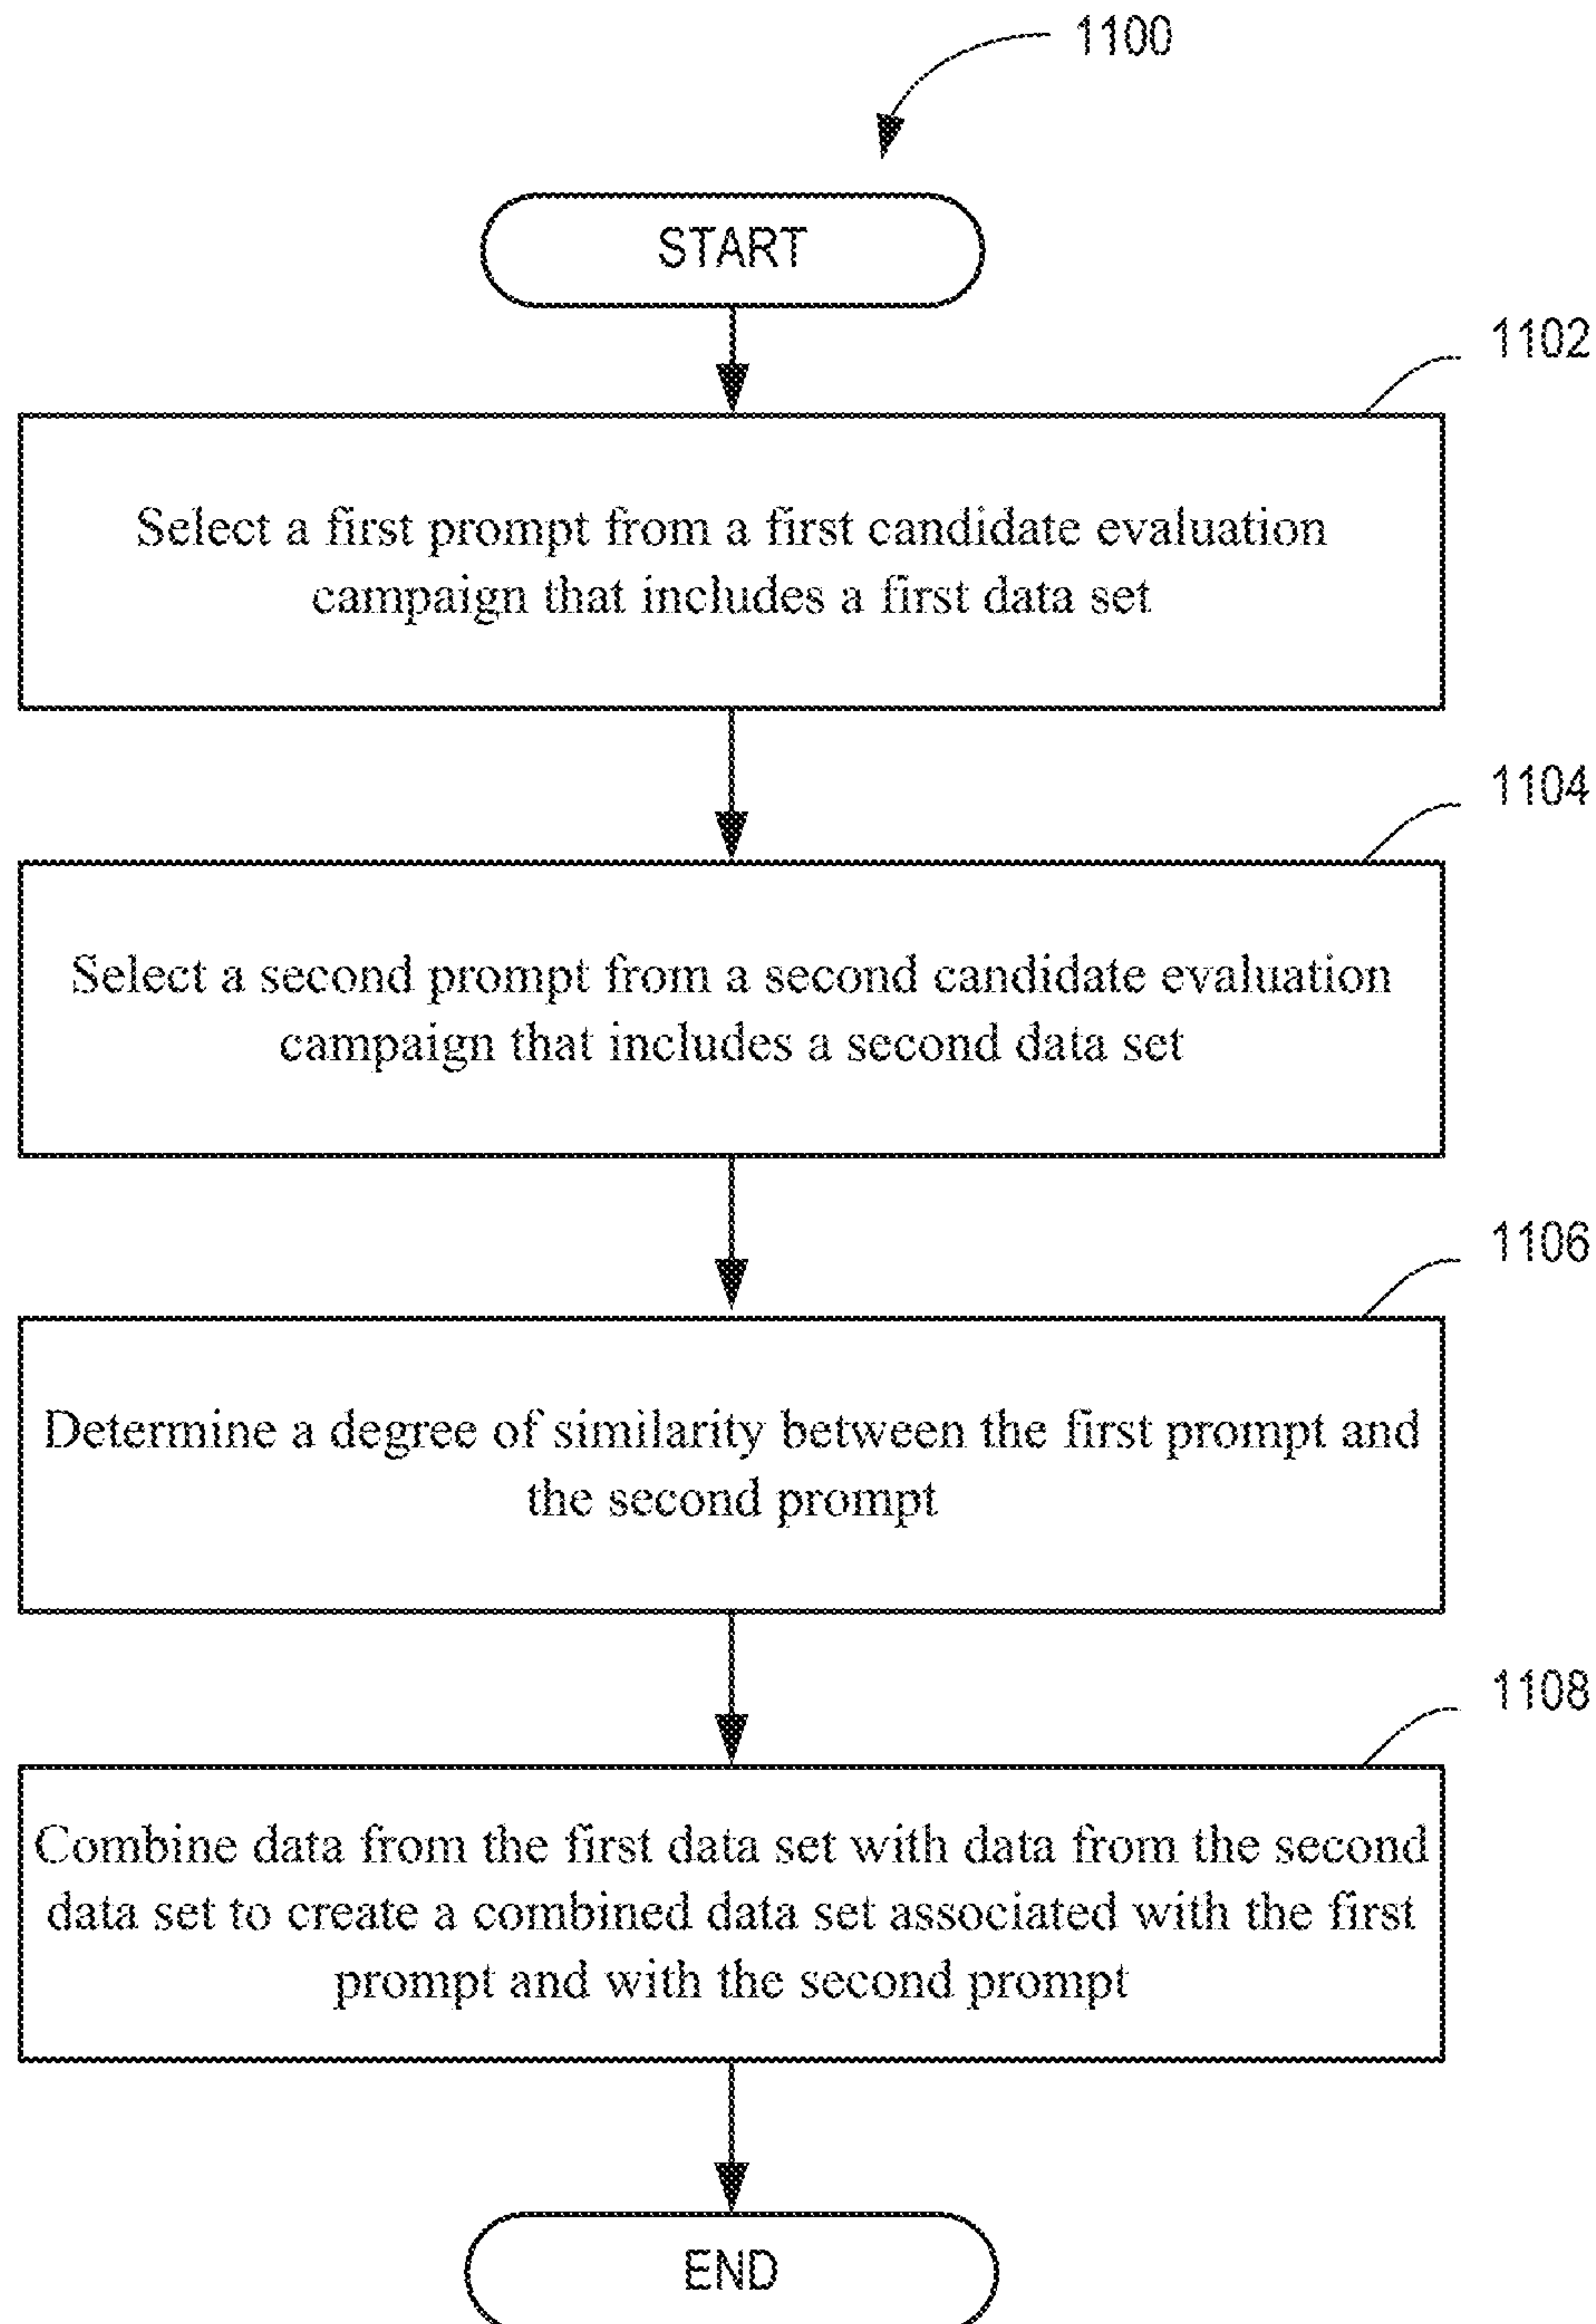 1100
START
1102
Select a first prompt from a first candidate evaluation
campaign that includes a first data set
1104
Select a second prompt from a second candidate evaluation
campaign that includes a second data set
1106
Determine a degree of similarity between the first prompt and
the second prompt
1108
Combine data from the first data set with data from the second
data set to create a combined data set associated with the first
prompt and with the second prompt
END